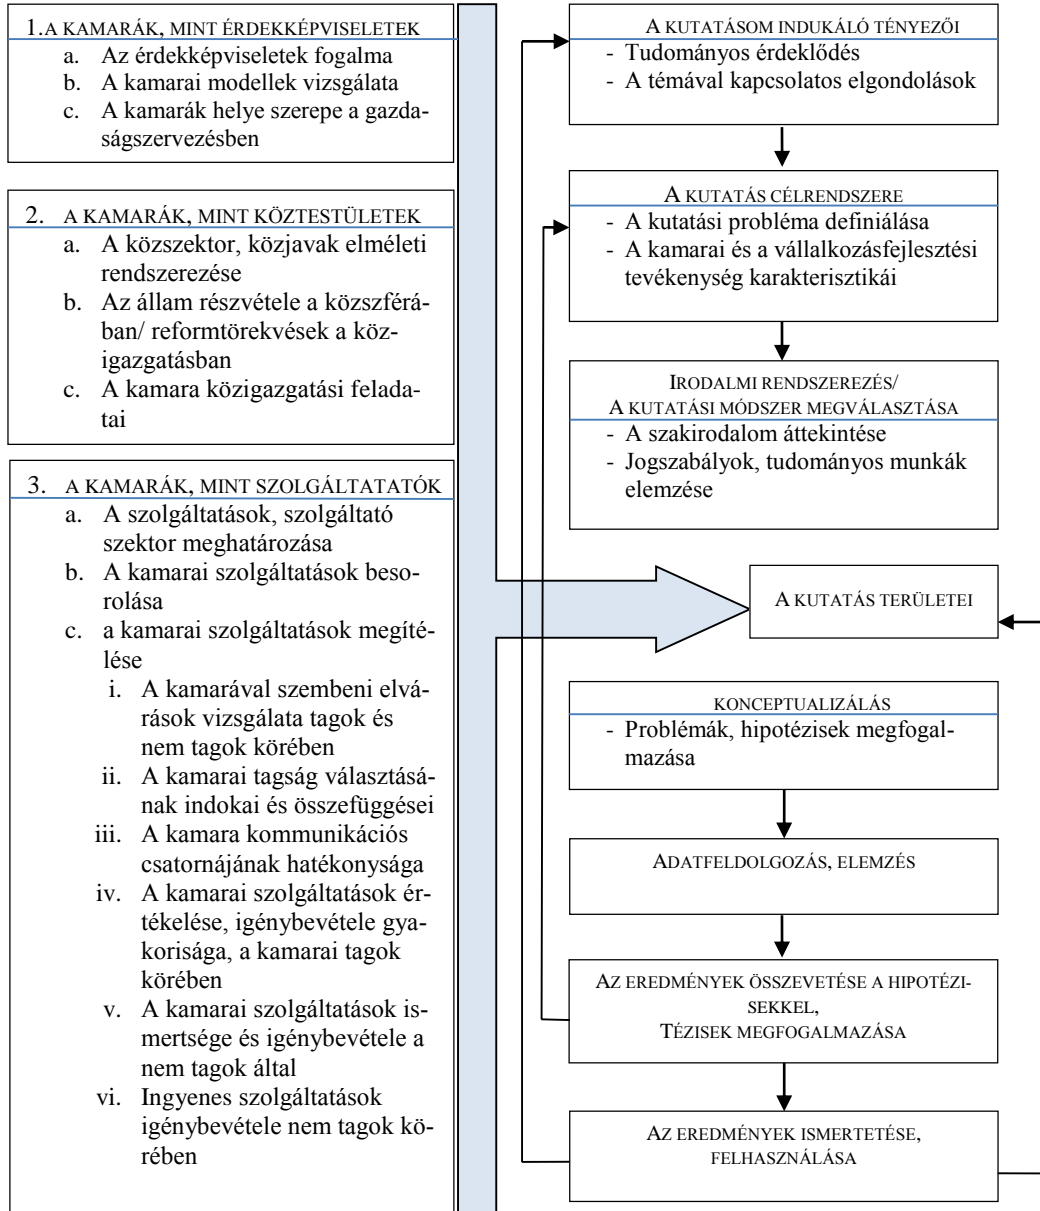 1.A KAMARÁK, MINT ÉRDEKKÉPVISELETEK
a. Az érdekképviseletek fogalma
b. A kamarai modellek vizsgálata
c. A kamarák helye szerepe a gazda-
ságszervezésben
2. A KAMARÁK, MINT KÖZTESTÜLETEK
a. A közszektor, közjavak elméleti
rendszerezése
b. Az állam részvétele a közszférá-
ban/ reformtörekvések a köz-
igazgatásban
c. A kamara közigazgatási felada-
tai
3. A KAMARÁK, MINT SZOLGÁLTATATÓK
a. A szolgáltatások, szolgáltató
szektor meghatározása
b. A kamarai szolgáltatások beso-
rolása
c. a kamarai szolgáltatások megíté-
lése
i. A kamarával szembeni elvá-
rások vizsgálata tagok és
nem tagok körében
ii. A kamarai tagság választásá-
nak indokai és összefüggései
iii. A kamara kommunikációs
csatornájának hatékonysága
iv. A kamarai szolgáltatások ér-
tékelése, igénybevétele gya-
korisága, a kamarai tagok
körében
v. A kamarai szolgáltatások is-
mertsége és igénybevétele a
nem tagok által
vi. Ingyenes szolgáltatások
igénybevétele nem tagok kö-
rében
A KUTATÁSOM INDUKÁLÓ TÉNYEZŐI
- Tudományos érdeklődés
- A témával kapcsolatos elgondolások
A KUTATÁS CÉLRENDSZERE
- A kutatási probléma definiálása
- A kamarai és a vállalkozásfejlesztési
tevékenység karakterisztikái
IRODALMI RENDSZEREZÉS/
A KUTATÁSI MÓDSZER MEGVÁLASZTÁSA
- A szakirodalom áttekintése
- Jogszabályok, tudományos munkák
elemzése
A KUTATÁS TERÜLETEI
KONCEPTUALIZÁLÁS
- Problémák, hipotézisek megfogal-
mazása
ADATFELDOLGOZÁS, ELEMZÉS
AZ EREDMÉNYEK ÖSSZEVETÉSE A HIPOTÉZI-
SEKKEL,
TÉZISEK MEGFOGALMAZÁSA
AZ EREDMÉNYEK ISMERTETÉSE,
FELHASZNÁLÁSA